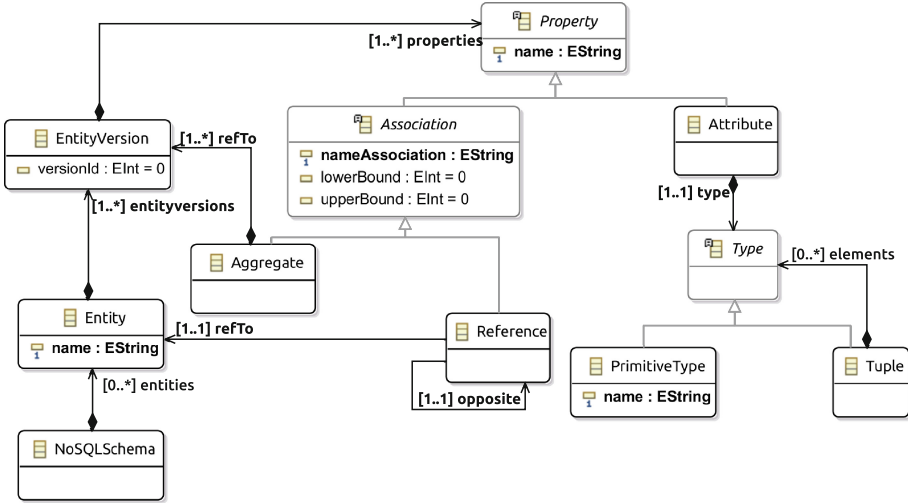 Property
name : EString
[1..*] properties
EntityVersion
versionId : EInt = 0
[1..*] refTo
Association
nameAssociation : EString
lowerBound : EInt = 0
upperBound : EInt = 0
Attribute
[1..1] type
[1..*] entityversions
Aggregate
Type
[0..*] elements
Entity
name : EString
[1..1] refTo
Reference
[1..1] opposite
PrimitiveType
name : EString
Tuple
[0..*] entities
NoSQLSchema